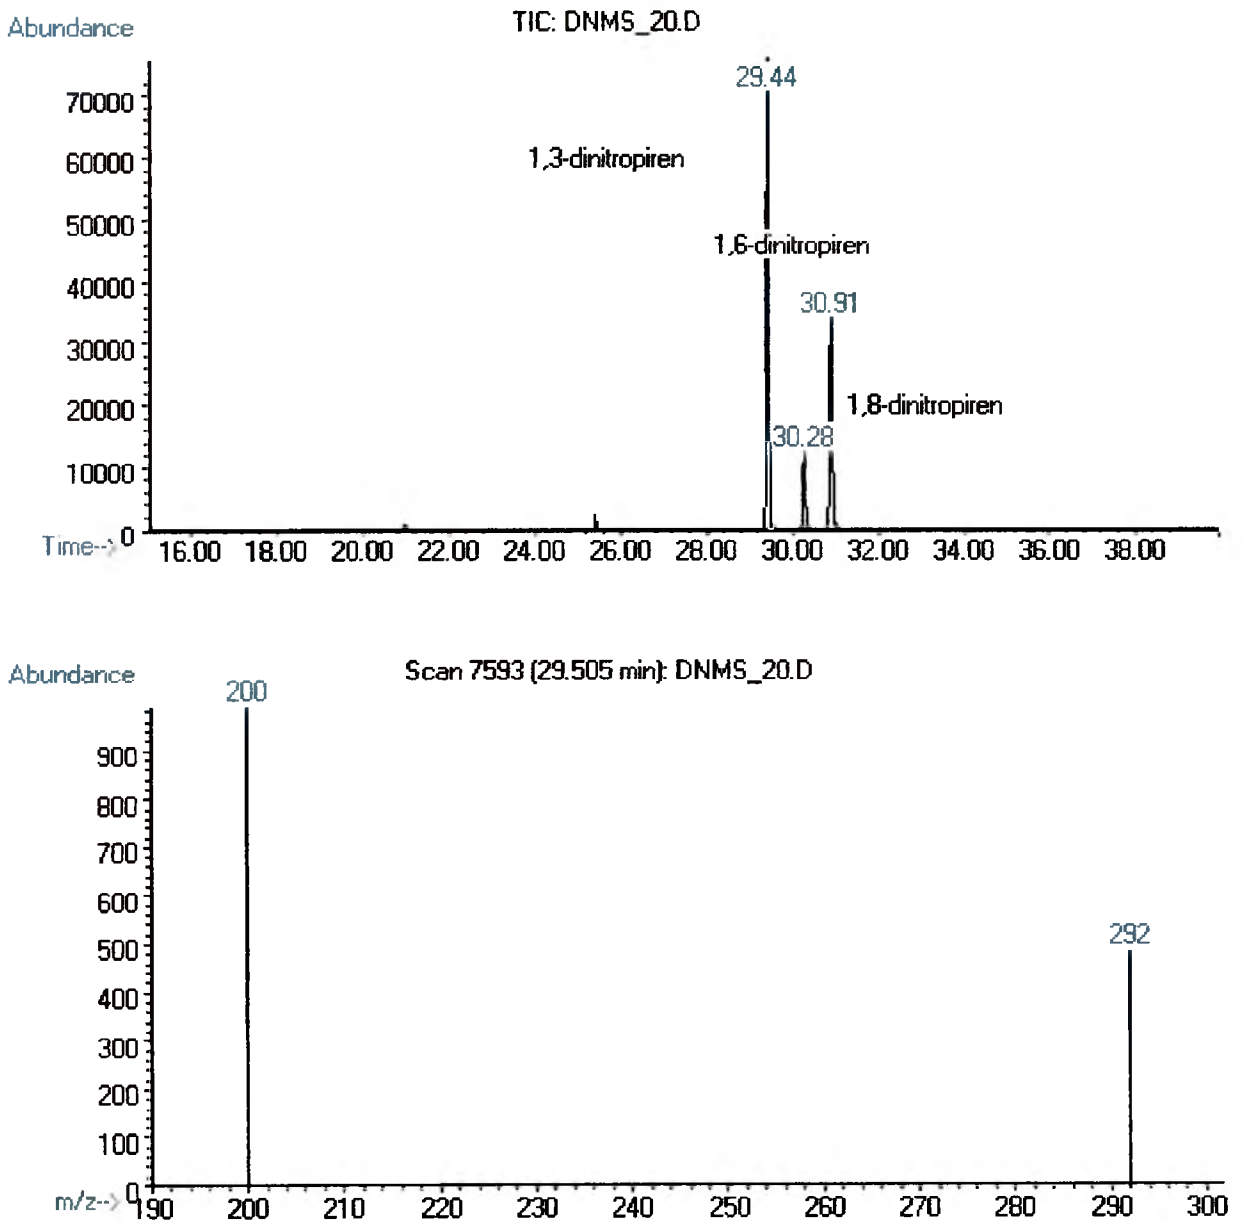 Abundance
TIC: DNMS_20.D
29.44
70000
60000
1,3-dinitropiren
50000
1,6-dinitropiren
40000
30.91
30000
20000
1,8-dinitropiren
30.28
10000
0
Time-->
16.00 18.00 20.00 22.00 24.00 26.00 28.00 30.00 32.00 34.00 36.00 38.00
Abundance
Scan 7593 (29.505 min): DNMS_20.D
200
900
800
700
600
500
292
400
300
200
100
0
m/z-->
190 200 210 220 230 240 250 260 270 280 290 300